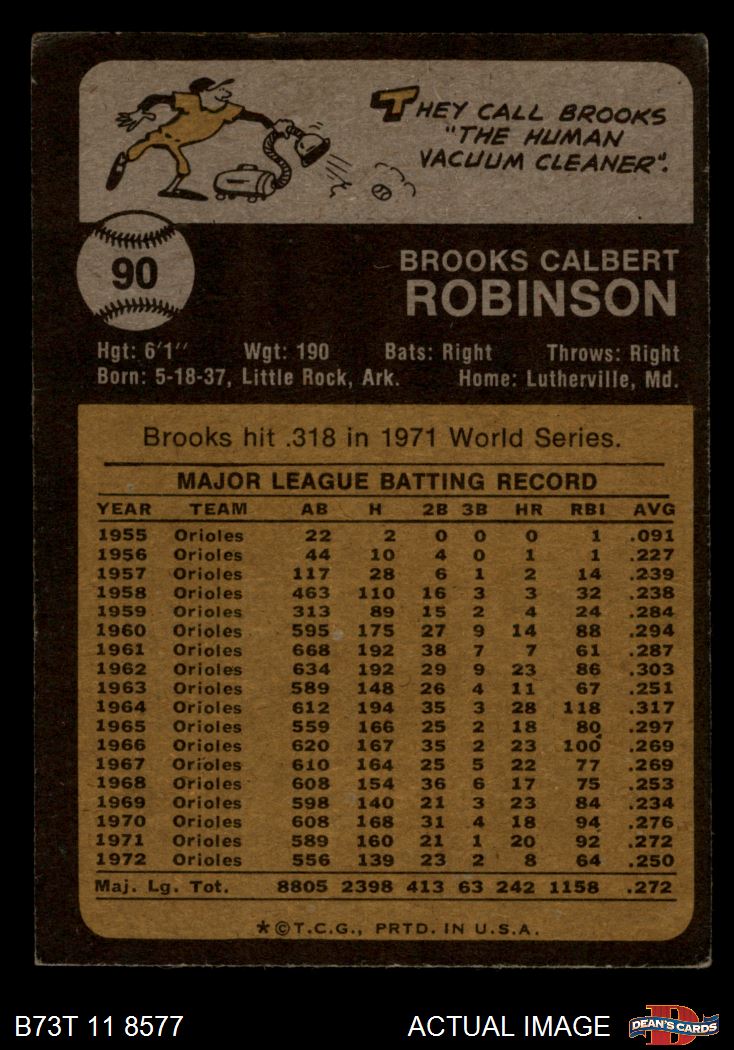 THEY CALL BROOKS
"THE HUMAN
VACUUM CLEANER".
90
BROOKS CALBERT
ROBINSON
Hgt: 6'1" Wgt: 190 Bats: Right Throws: Right
Born: 5-18-37, Little Rock, Ark. Home: Lutherville, Md.
Brooks hit .318 in 1971 World Series.
MAJOR LEAGUE BATTING RECORD
YEAR TEAM AB H 2B 3B HR RBI AVG
1955 Orioles 22 2 0 0 0 1 .091
1956 Orioles 44 10 4 0 1 1 .227
1957 Orioles 117 28 6 1 2 14 .239
1958 Orioles 463 110 16 3 3 32 .238
1959 Orioles 313 89 15 2 4 24 .284
1960 Orioles 595 175 27 9 14 88 .294
1961 Orioles 668 192 38 7 7 61 .287
1962 Orioles 634 192 29 9 23 86 .303
1963 Orioles 589 148 26 4 11 67 .251
1964 Orioles 612 194 35 3 28 118 .317
1965 Orioles 559 166 25 2 18 80 .297
1966 Orioles 620 167 35 2 23 100 .269
1967 Orioles 610 164 25 5 22 77 .269
1968 Orioles 608 154 36 6 17 75 .253
1969 Orioles 598 140 21 3 23 84 .234
1970 Orioles 608 168 31 4 18 94 .276
1971 Orioles 589 160 21 1 20 92 .272
1972 Orioles 556 139 23 2 8 64 .250
Maj. Lg. Tot. 8805 2398 413 63 242 1158 .272
*©T.C.G., PRTD. IN U.S.A.
B73T 11 8577 ACTUAL IMAGE DEAN'S CARDS